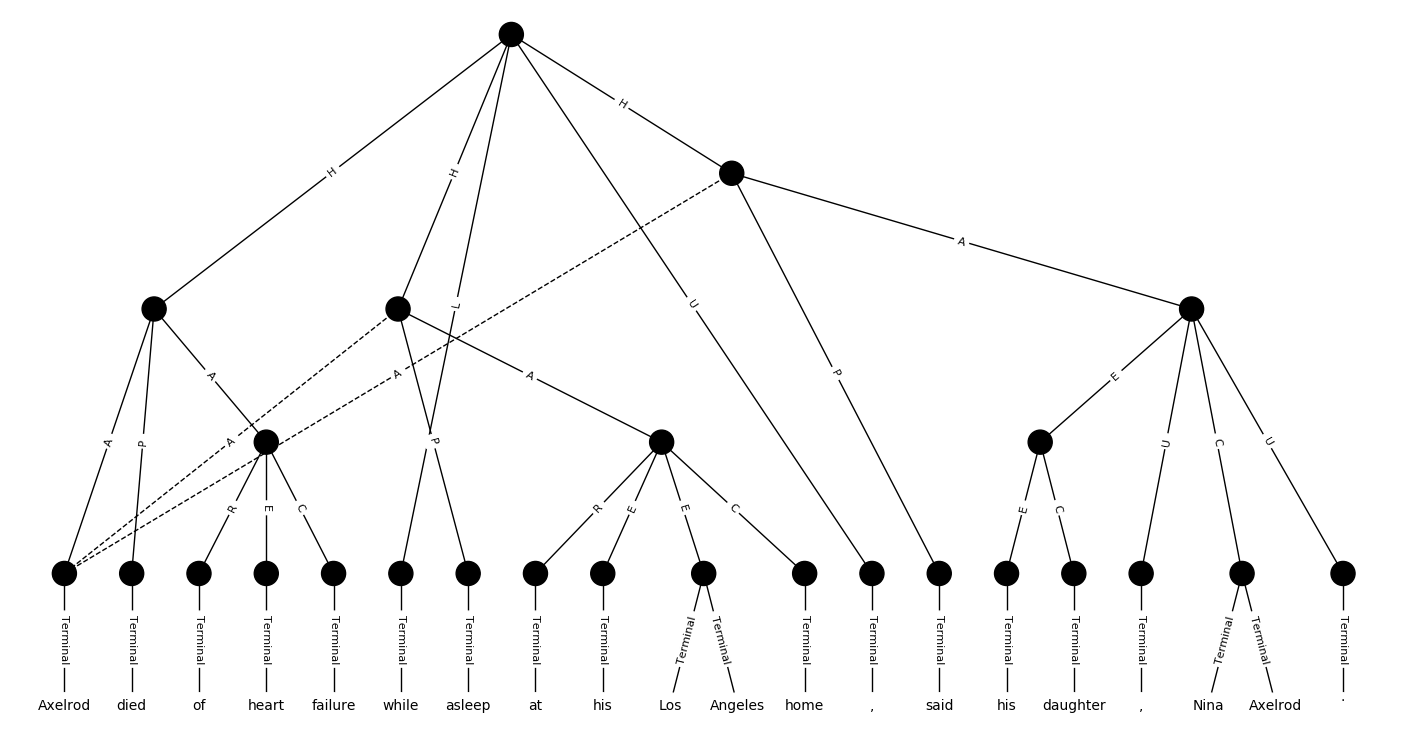 H
H
H
A
L
U
A
P
A
A
A
E
A
P
A
P
U
C
U
R
E
C
R
E
E
C
E
C
Terminal Terminal Terminal Terminal Terminal Terminal Terminal Terminal Terminal Terminal Terminal Terminal Terminal Terminal Terminal Terminal Terminal Terminal Terminal Terminal
Axelrod died of heart failure while asleep at his Los Angeles home , said his daughter , Nina Axelrod .